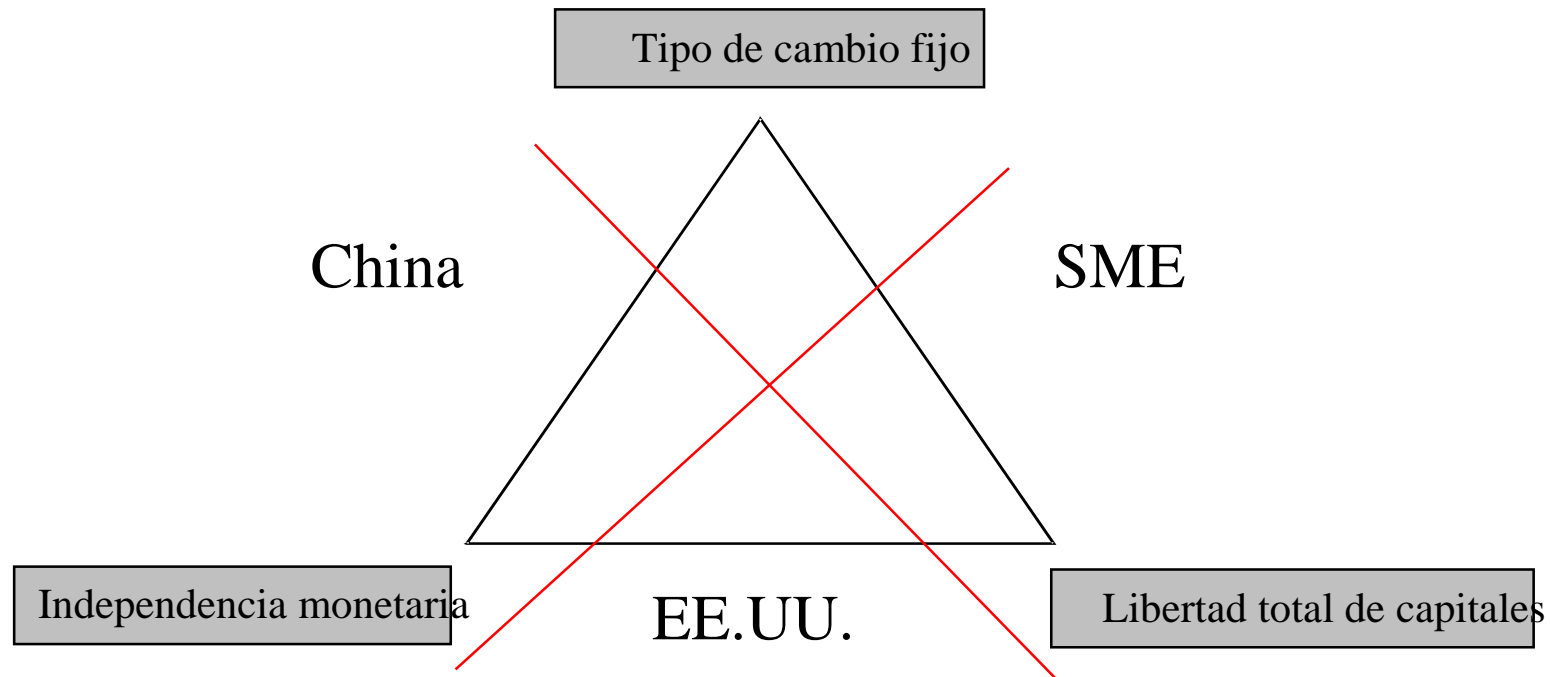 Tipo de cambio fijo
China
SME
Independencia monetaria
EE.UU.
Libertad total de capitales